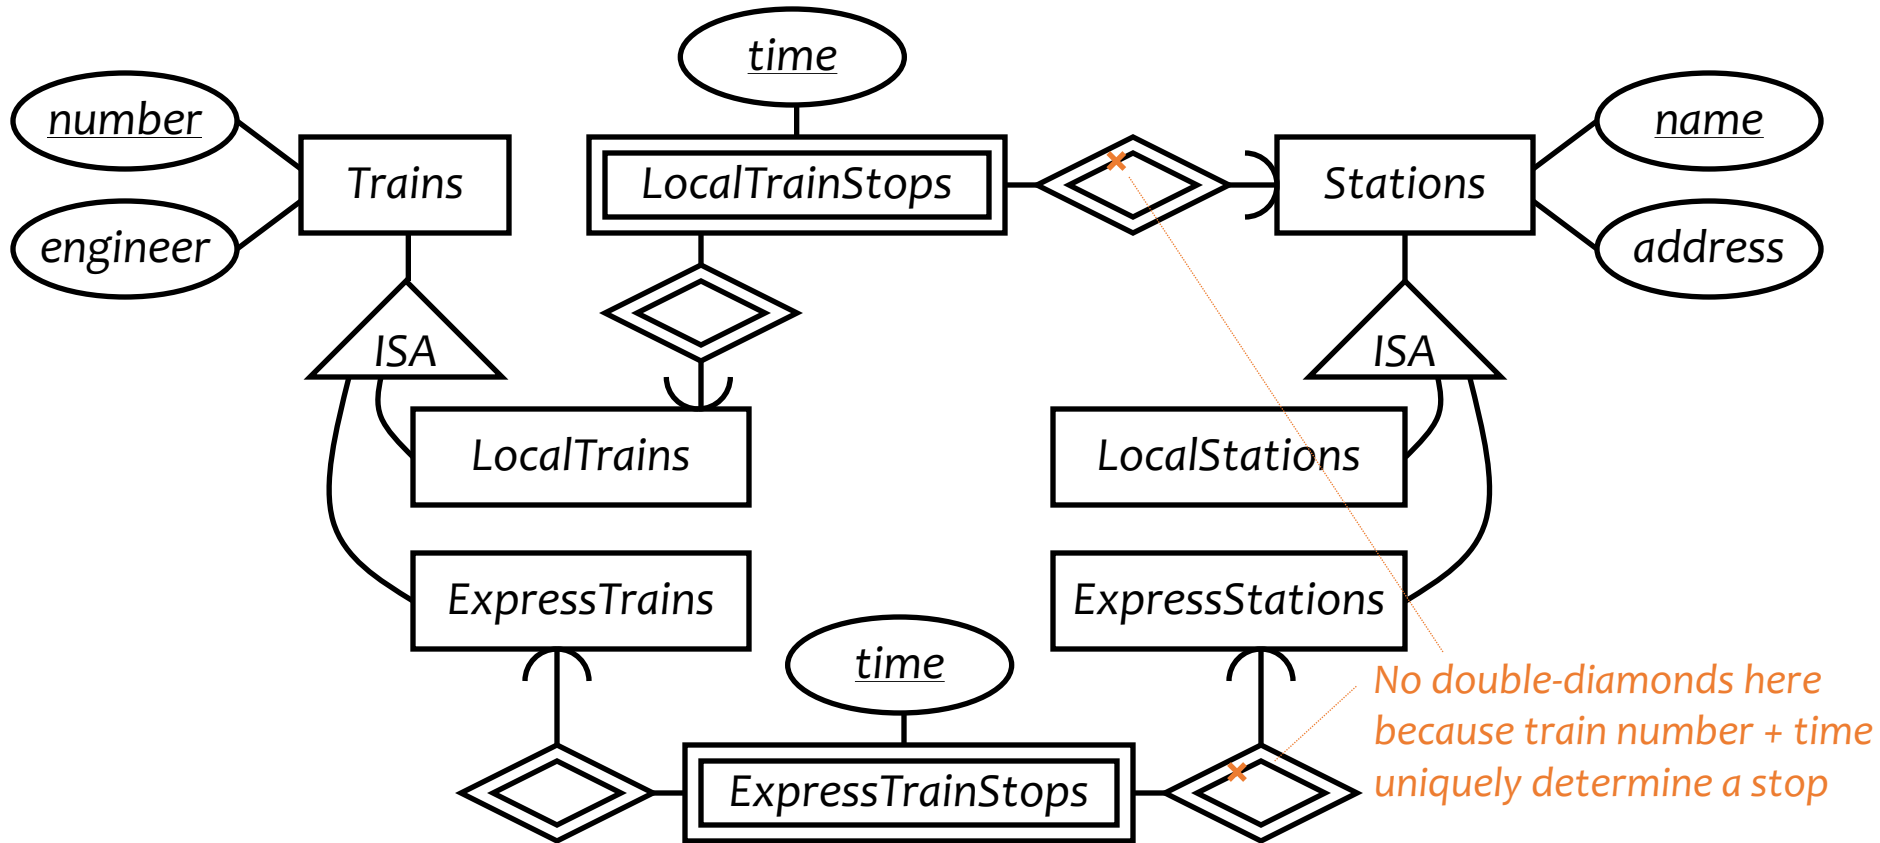 time
number
name
Trains
LocalTrainStops
Stations
engineer
address
ISA
ISA
LocalTrains
LocalStations
ExpressTrains
ExpressStations
time
No double-diamonds here
because train number + time
uniquely determine a stop
ExpressTrainStops